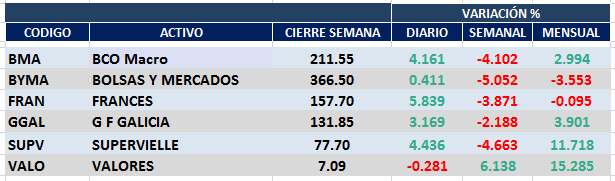 VARIACIÓN %
CODIGO ACTIVO CIERRE SEMANA DIARIO SEMANAL MENSUAL
BMA BCO Macro 211.55 4.161 -4.102 2.994
BYMA BOLSAS Y MERCADOS 366.50 0.411 -5.052 -3.553
FRAN FRANCES 157.70 5.839 -3.871 -0.095
GGAL G F GALICIA 131.85 3.169 -2.188 3.901
SUPV SUPERVIELLE 77.70 4.436 -4.663 11.718
VALO VALORES 7.09 -0.281 6.138 15.285